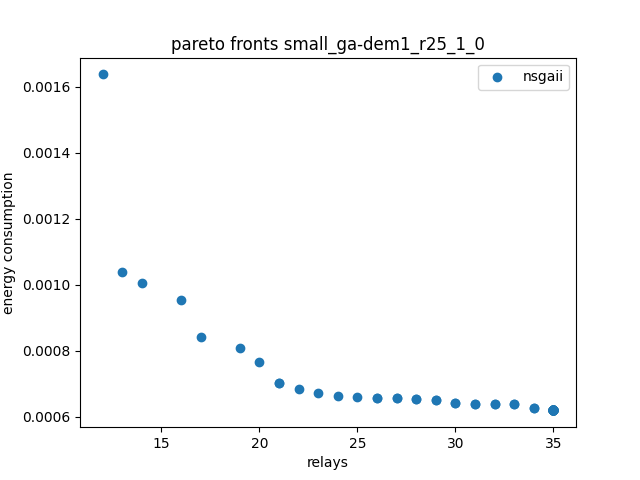 pareto fronts small_ga-dem1_r25_1_0
nsgaii
0.0016
0.0014
0.0012
0.0010
0.0008
0.0006
energy consumption
15
20
25
30
35
relays